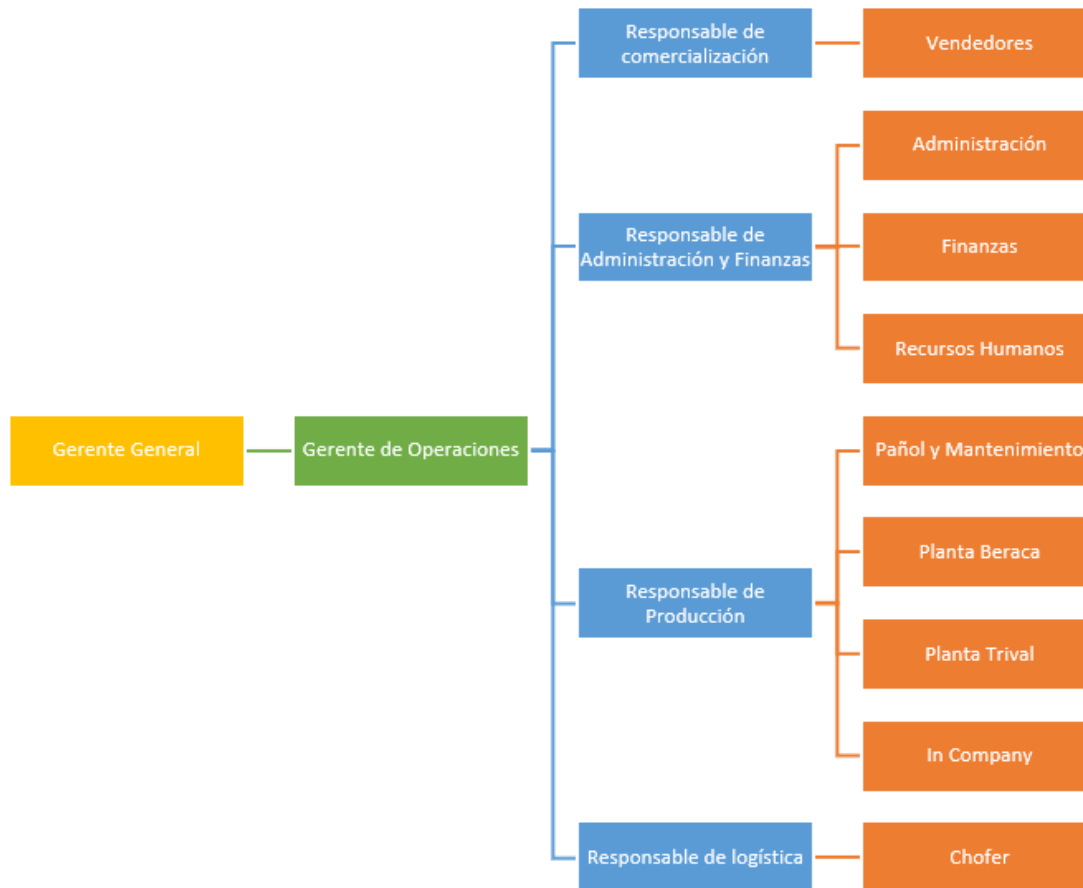 Responsable de
comercialización
Vendedores
Administración
Responsable de
Administración y Finanzas
Finanzas
Recursos Humanos
Gerente General
Gerente de Operaciones
Pañol y Mantenimiento
Planta Beraca
Responsable de
Producción
Planta Trival
In Company
Responsable de logística
Chofer